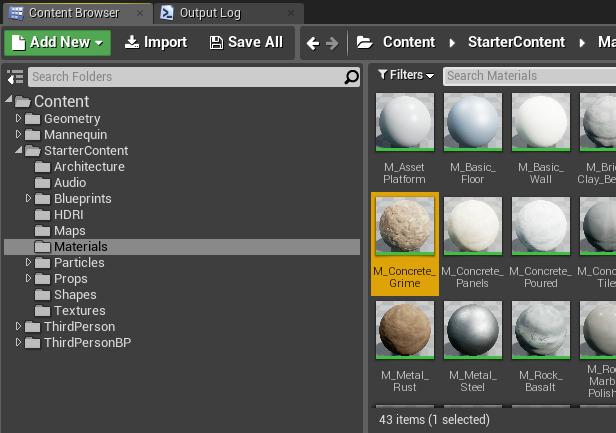 Content Browser
Output Log
Add New
Import
Save All
Content
StarterContent
Search Folders
Filters
Search Materials
Content
Geometry
Mannequin
StarterContent
Architecture
Audio
Blueprints
HDRI
Maps
Materials
Particles
Props
Shapes
Textures
ThirdPerson
ThirdPersonBP
M_Asset
Platform
M_Basic_
Floor
M_Basic_
Wall
M_Bri
Clay_Be
M_Concrete_
Grime
M_Concrete_
Panels
M_Concrete_
Poured
M_Conc
Tile
M_Metal_
Rust
M_Metal_
Steel
M_Rock_
Basalt
M_Ro
Marb
Polish
43 items (1 selected)